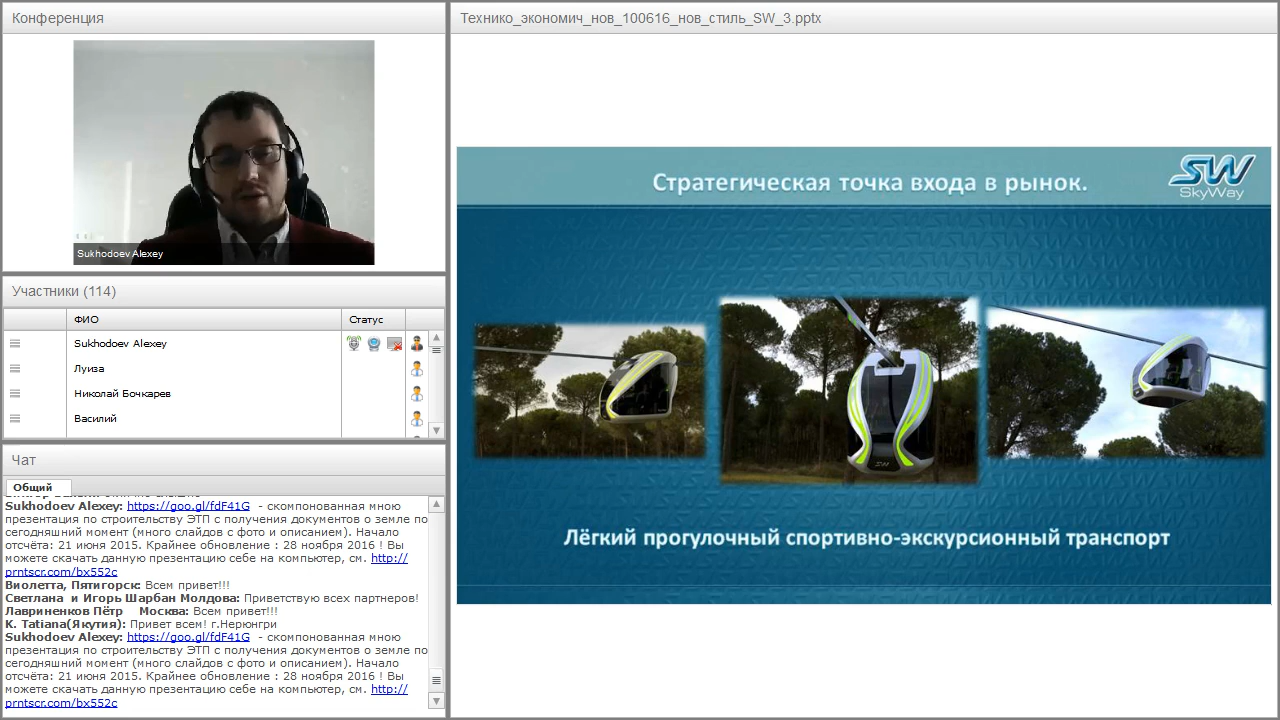 Конференция
Sukhodoev Alexey
Участники (114)
ФИО
Статус
Sukhodoev Alexey
Луиза
Николай Бочкарев
Василий
Чат
Общий
Sukhodoev Alexey: https://goo.gl/fdF41G - скомпонованная мною
презентация по строительству ЭТП с получения документов о земле по
сегодняшний момент (много слайдов с фото и описанием). Начало
отсчёта: 21 июня 2015. Крайнее обновление : 28 ноября 2016 ! Вы
можете скачать данную презентацию себе на компьютер, см. http://
prntscr.com/bx552c
Виолетта, Пятигорск: Всем привет!!!
Светлана и Игорь Шарбан Молдова: Приветствую всех партнеров!
Лавриненков Пётр Москва: Всем привет!!!
К. Tatiana(Якутия): Привет всем! г.Нерюнгри
Sukhodoev Alexey: https://goo.gl/fdF41G - скомпонованная мною
презентация по строительству ЭТП с получения документов о земле по
сегодняшний момент (много слайдов с фото и описанием). Начало
отсчёта: 21 июня 2015. Крайнее обновление : 28 ноября 2016 ! Вы
можете скачать данную презентацию себе на компьютер, см. http://
prntscr.com/bx552c
Технико_экономич_нов_100616_нов_стиль_SW_3.pptx
Стратегическая точка входа в рынок.
SW
SkyWay
SW
Лёгкий прогулочный спортивно-экскурсионный транспорт